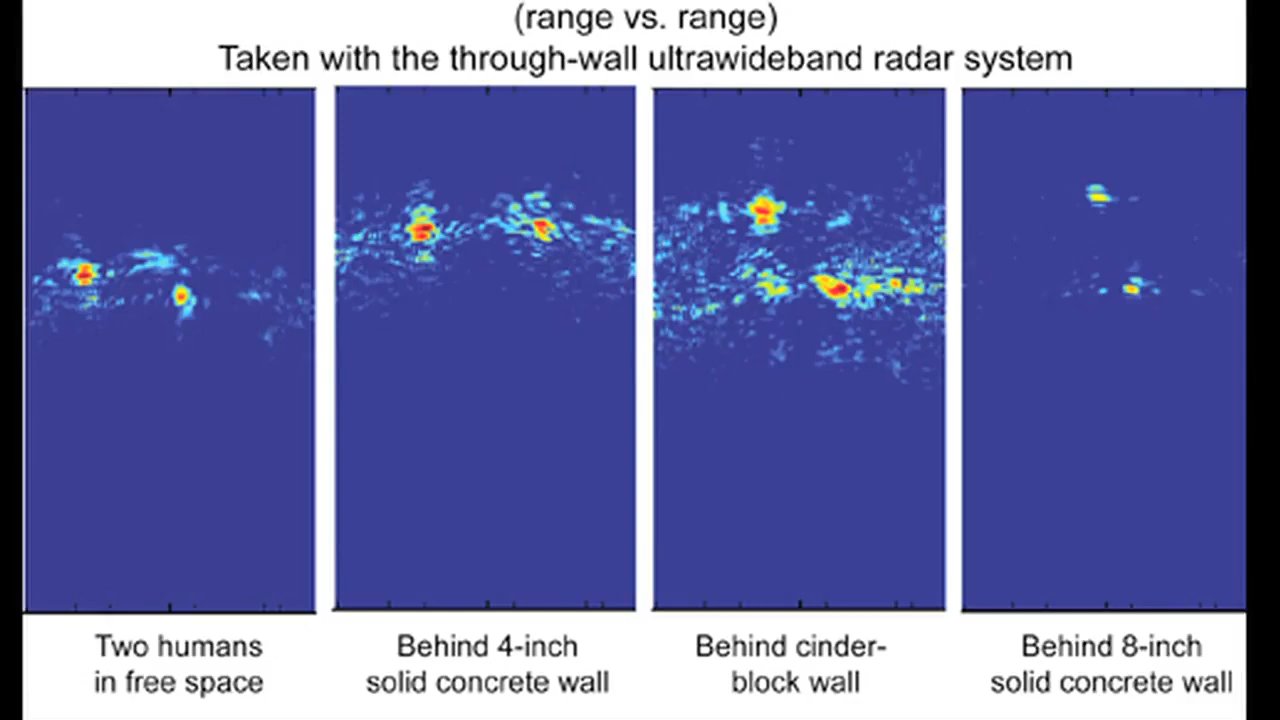 (range vs. range)
Taken with the through-wall ultrawideband radar system
Two humans
in free space
Behind 4-inch
solid concrete wall
Behind cinder-
block wall
Behind 8-inch
solid concrete wall